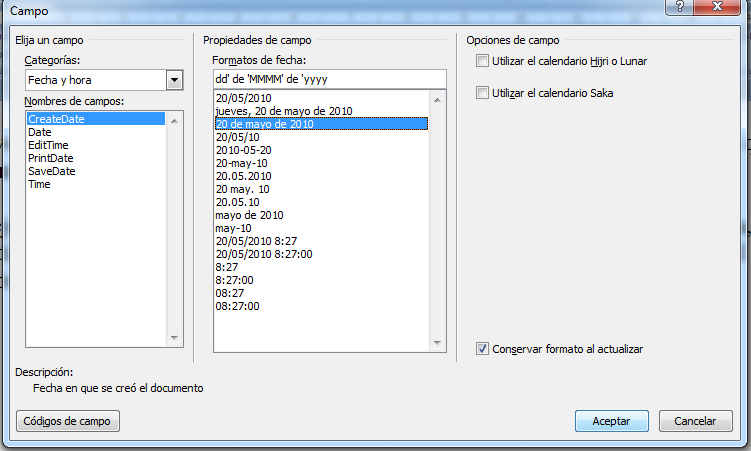 Campo
?
Elija un campo
Categorías:
Fecha y hora
Nombres de campos:
CreateDate
Date
EditTime
PrintDate
SaveDate
Time
Propiedades de campo
Formatos de fecha:
dd' de 'MMMM' de 'yyyy
20/05/2010
jueves, 20 de mayo de 2010
20 de mayo de 2010
20/05/10
2010-05-20
20-may-10
20.05.2010
20 may. 10
20.05.10
mayo de 2010
may-10
20/05/2010 8:27
20/05/2010 8:27:00
8:27
8:27:00
08:27
08:27:00
Opciones de campo
Utilizar el calendario Hijri o Lunar
Utilizar el calendario Saka
Conservar formato al actualizar
Descripción:
Fecha en que se creó el documento
Códigos de campo
Aceptar
Cancelar